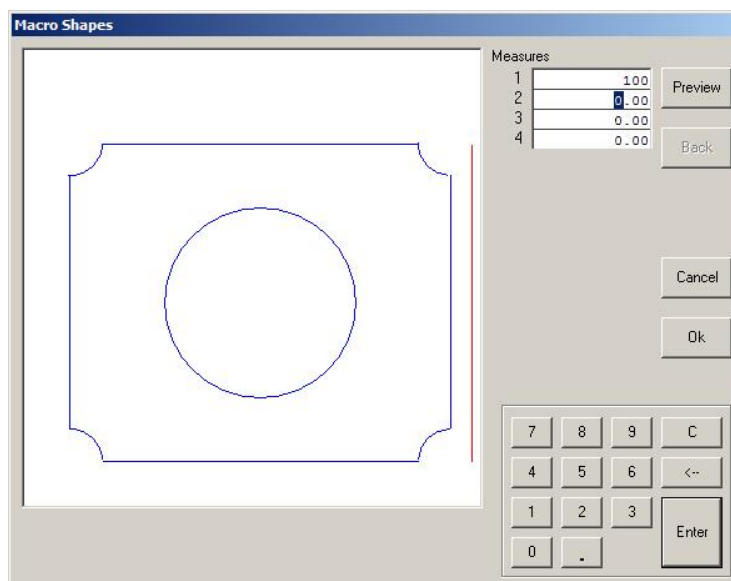 Macro Shapes
Measures
1 100
2 0.00
3 0.00
4 0.00
Preview
Back
Cancel
Ok
7 8 9 C
4 5 6 <--
1 2 3
Enter
0 .